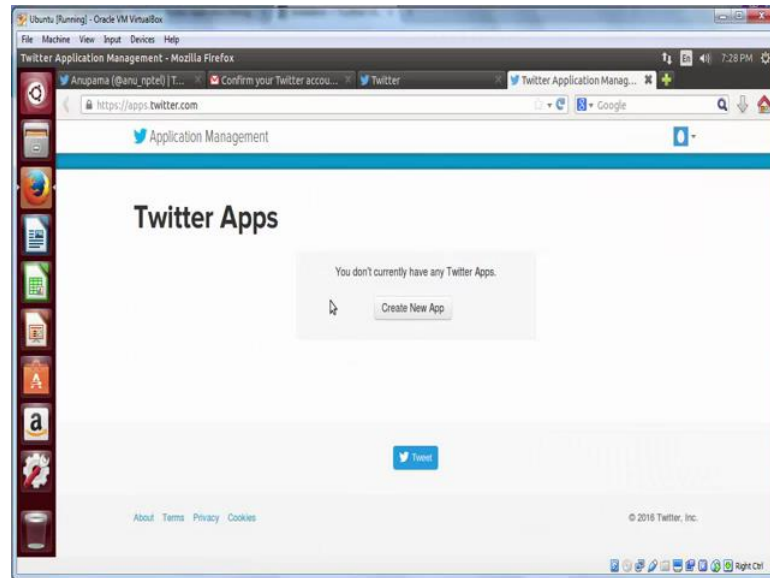 Ubuntu [Running] - Oracle VM VirtualBox
File Machine View Input Devices Help
Twitter Application Management - Mozilla Firefox
En 7:28 PM
Anupama (@anu_nptel) | T...
Confirm your Twitter accou...
Twitter
Twitter Application Manag...
https://apps.twitter.com
Google
Application Management
Twitter Apps
You don't currently have any Twitter Apps.
Create New App
Tweet
About Terms Privacy Cookies
© 2016 Twitter, Inc.
Right Ctrl